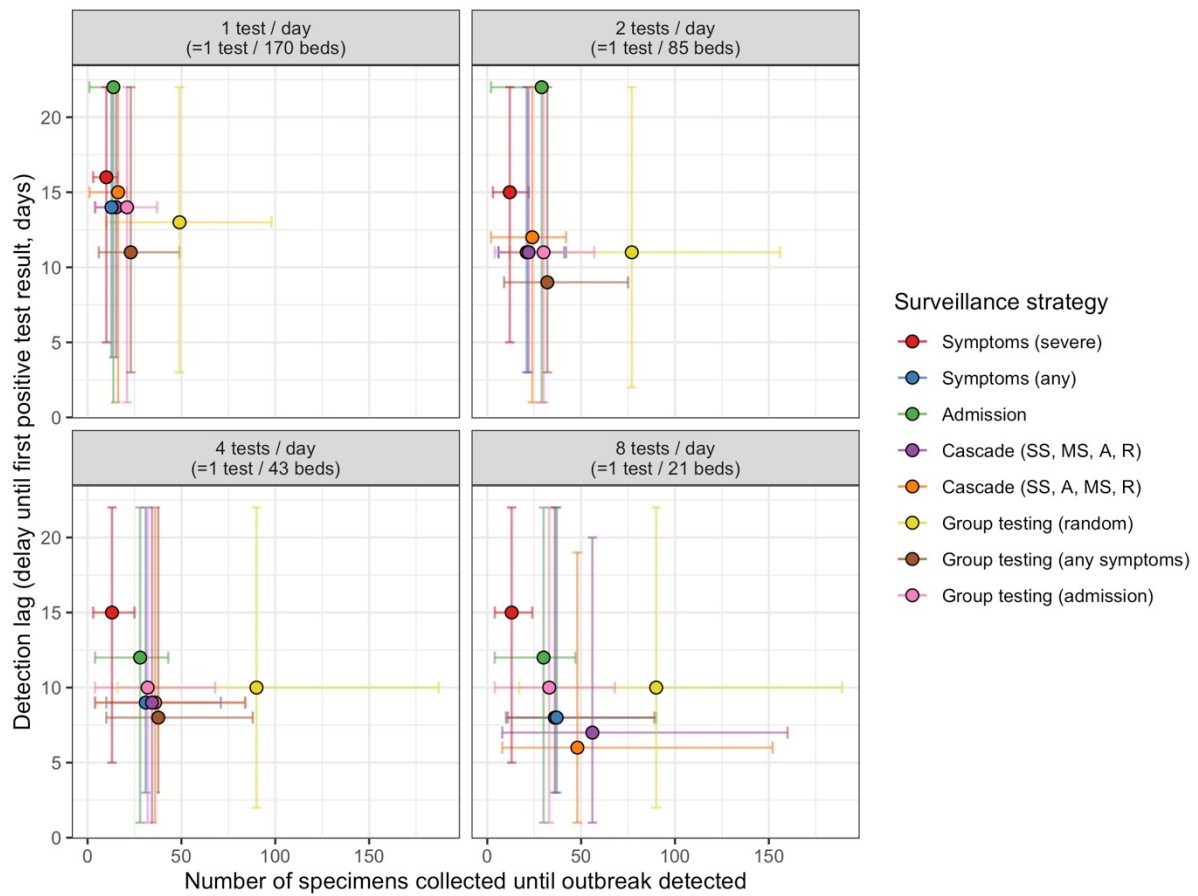 1 test / day
(=1 test / 170 beds)
2 tests / day
(=1 test / 85 beds)
20
15
10
5
0
Detection lag (delay until first positive test result, days)
4 tests / day
(=1 test / 43 beds)
8 tests / day
(=1 test / 21 beds)
20
15
10
5
0
0 50 100 150
0 50 100 150
Number of specimens collected until outbreak detected
Surveillance strategy
Symptoms (severe)
Symptoms (any)
Admission
Cascade (SS, MS, A, R)
Cascade (SS, A, MS, R)
Group testing (random)
Group testing (any symptoms)
Group testing (admission)